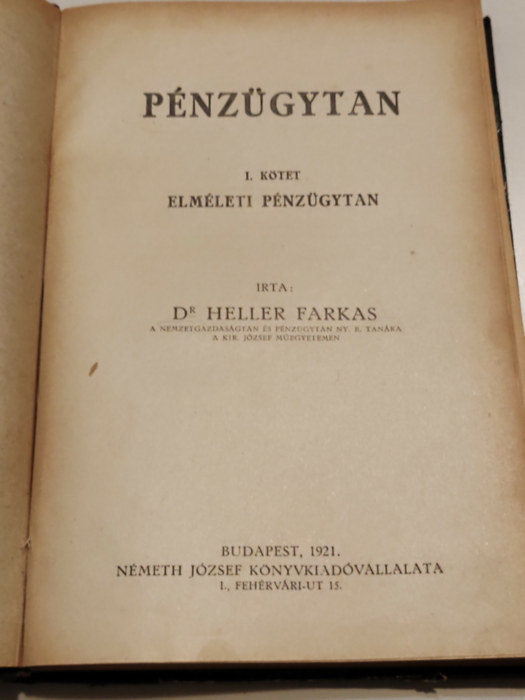 PÉNZÜGYTAN
I. KÖTET
ELMÉLETI PÉNZÜGYTAN
IRTA:
DR HELLER FARKAS
A NEMZETGAZDASÁGTAN ÉS PÉNZÜGYTAN NY. R. TANÁRA
A KIR. JÓZSEF MŰEGYETEMEN
BUDAPEST, 1921.
NÉMETH JÓZSEF KÖNYVKIADÓVÁLLALATA
I., FEHÉRVÁRI-UT 15.